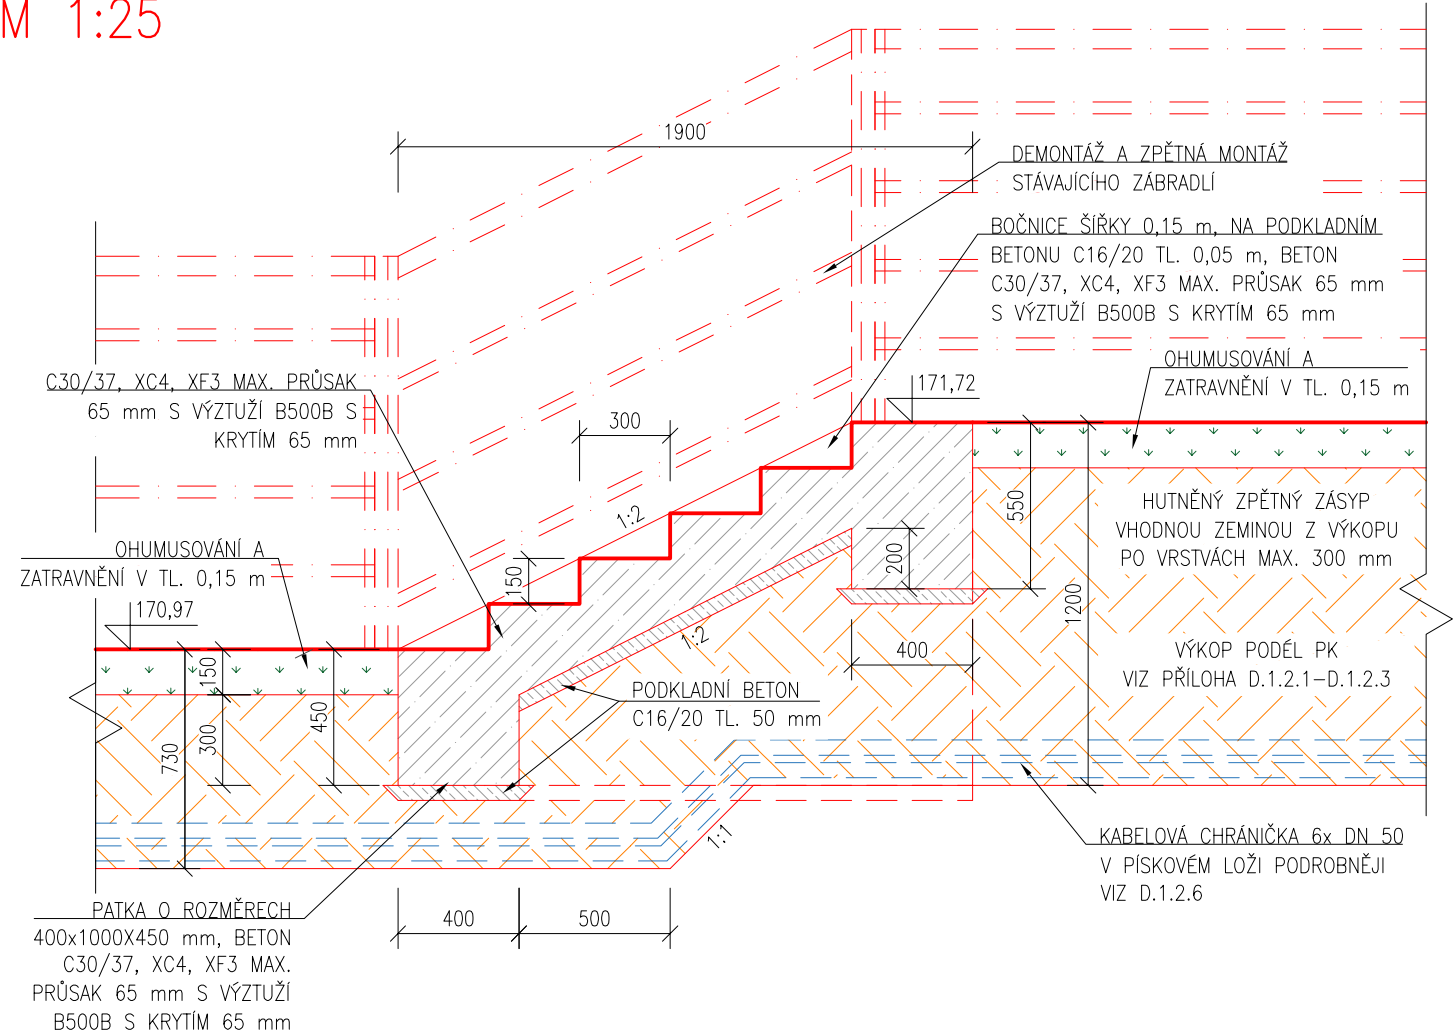 M 1:25
1900
DEMONTÁŽ A ZPĚTNÁ MONTÁŽ
STÁVAJÍCÍHO ZÁBRADLÍ
BOČNICE ŠÍŘKY 0,15 m, NA PODKLADNÍM
BETONU C16/20 TL. 0,05 m, BETON
C30/37, XC4, XF3 MAX. PRŮSAK 65 mm
S VÝZTUŽÍ B500B S KRYTÍM 65 mm
OHUMUSOVÁNÍ A
ZATRAVNĚNÍ V TL. 0,15 m
171,72
C30/37, XC4, XF3 MAX. PRŮSAK
65 mm S VÝZTUŽÍ B500B S
KRYTÍM 65 mm
300
1:2
150
550
200
1200
HUTNĚNÝ ZPĚTNÝ ZÁSYP
VHODNOU ZEMINOU Z VÝKOPU
PO VRSTVÁCH MAX. 300 mm
OHUMUSOVÁNÍ A
ZATRAVNĚNÍ V TL. 0,15 m
170,97
1:2
400
VÝKOP PODÉL PK
VIZ PŘÍLOHA D.1.2.1-D.1.2.3
150
300
450
730
PODKLADNÍ BETON
C16/20 TL. 50 mm
1:1
KABELOVÁ CHRÁNIČKA 6x DN 50
V PÍSKOVÉM LOŽI PODROBNĚJI
VIZ D.1.2.6
400
500
PATKA O ROZMĚRECH
400x1000X450 mm, BETON
C30/37, XC4, XF3 MAX.
PRŮSAK 65 mm S VÝZTUŽÍ
B500B S KRYTÍM 65 mm